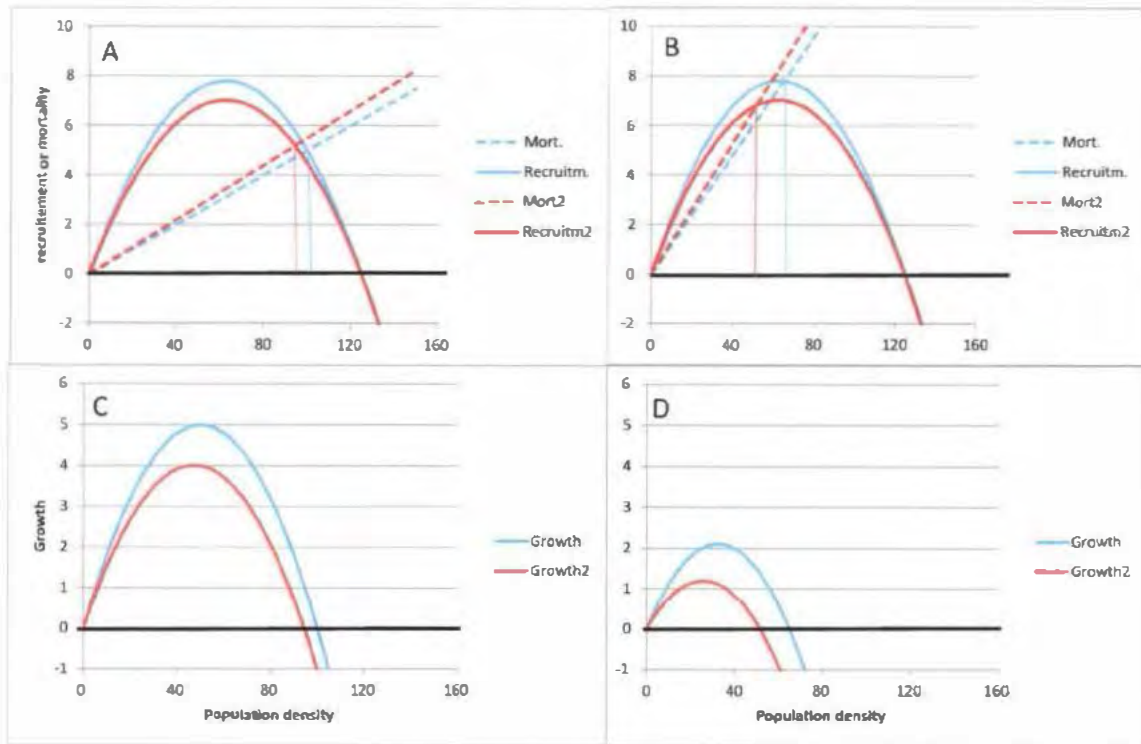 A
recruitement or mortality
10
8
6
4
2
0
-2
0 40 80 120 160
Mort.
Recruitm.
Mort2
Recruitm2
B
10
8
6
4
2
0
-2
0 40 80 120 160
Mort.
Recruitm.
Mort2
Recruitm2
C
Growth
6
5
4
3
2
1
0
-1
0 40 80 120 160
Population density
Growth
Growth2
D
6
5
4
3
2
1
0
-1
0 40 80 120 160
Population density
Growth
Growth2